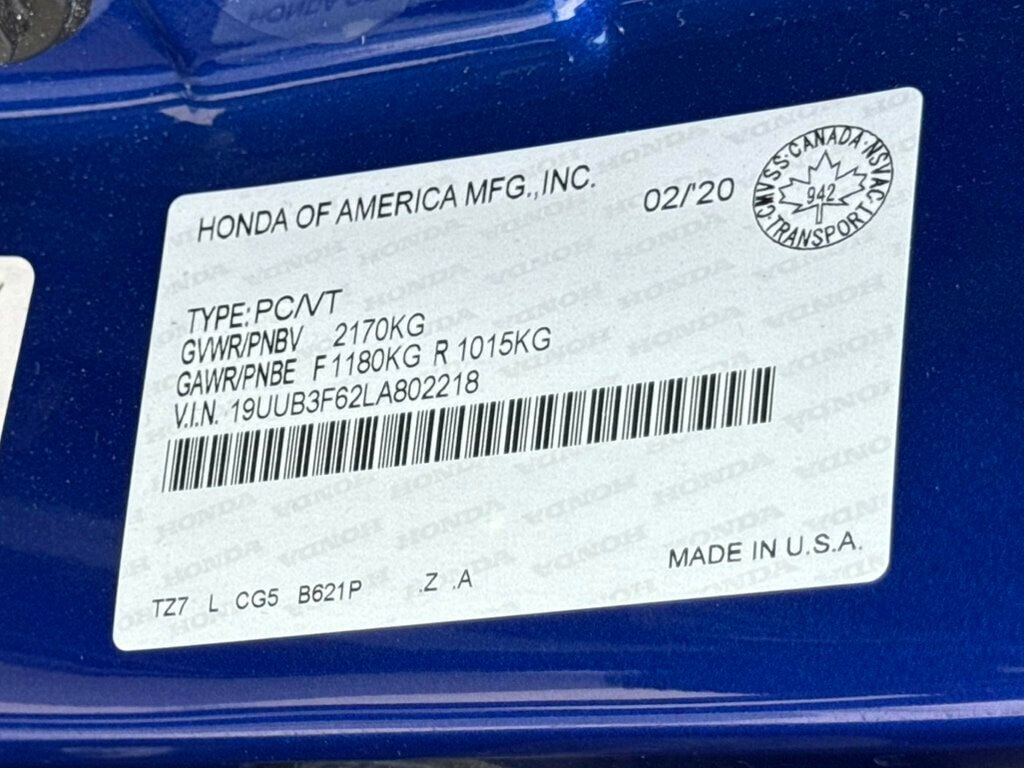 HONDA OF AMERICA MFG.,INC.
02/'20
CMVSS·CANADA·NSVAC·TRANSPORT·
942
TYPE:PC/VT
GVWR/PNBV 2170KG
GAWR/PNBE F1180KG R1015KG
V.I.N. 19UUB3F62LA802218
TZ7 L CG5 B621P .Z .A
MADE IN U.S.A.